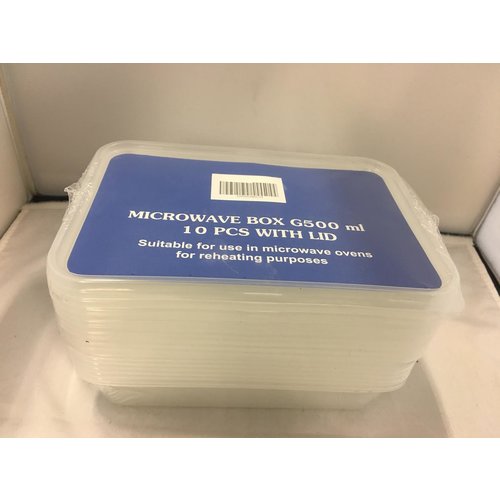 MICROWAVE BOX G500 ml
10 PCS WITH LID
Suitable for use in microwave ovens
for reheating purposes